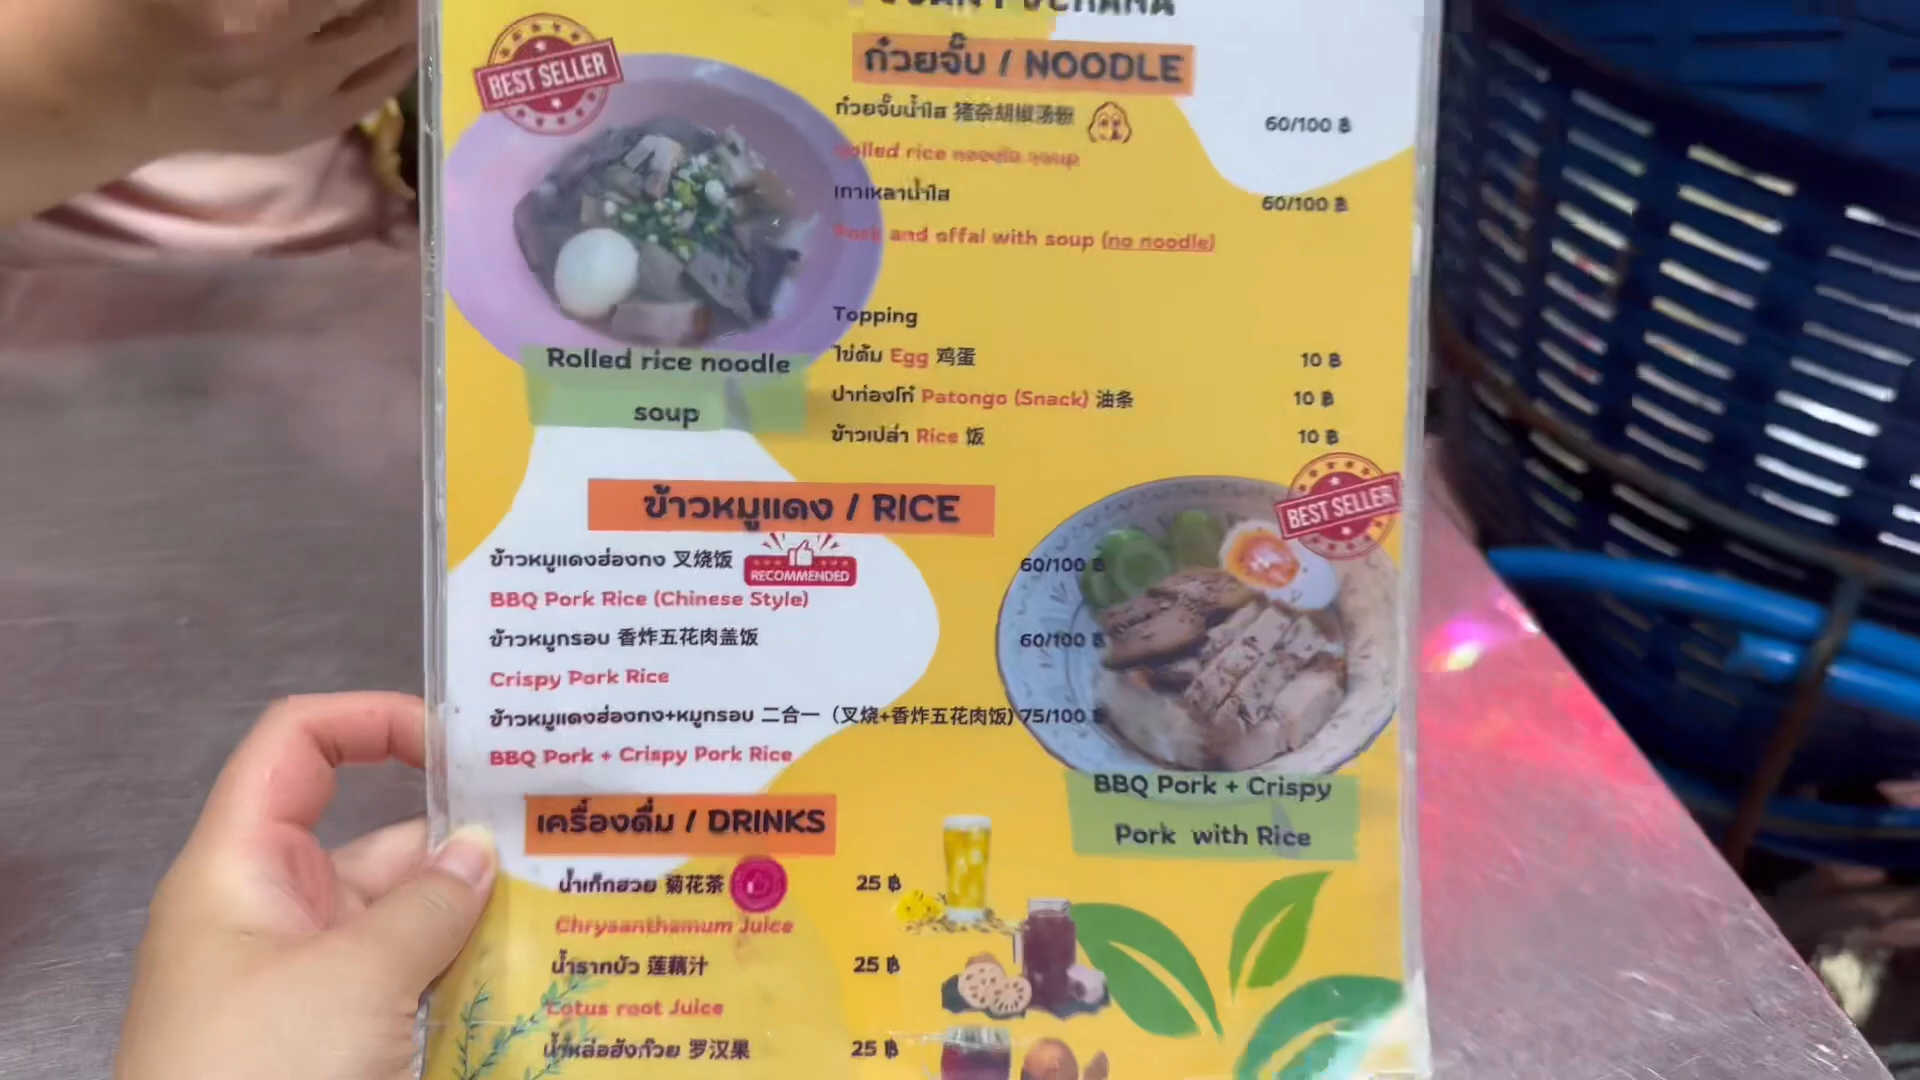 BEST SELLER
ก๋วยจั๊บ / NOODLE
ก๋วยจั๊บน้ำใส 猪杂胡椒汤粉 60/100 ฿
Rolled rice noodle soup
เกาเหลาน้ำใส 60/100 ฿
Pork and offal with soup (no noodle)
Topping
ไข่ต้ม Egg 鸡蛋 10 ฿
ปาท่องโก๋ Patongo (Snack) 油条 10 ฿
ข้าวเปล่า Rice 饭 10 ฿
Rolled rice noodle
soup
ข้าวหมูแดง / RICE
BEST SELLER
ข้าวหมูแดงฮ่องกง 叉烧饭 RECOMMENDED 60/100 ฿
BBQ Pork Rice (Chinese Style)
ข้าวหมูกรอบ 香炸五花肉盖饭 60/100 ฿
Crispy Pork Rice
ข้าวหมูแดงฮ่องกง+หมูกรอบ 二合一（叉烧+香炸五花肉饭) 75/100 ฿
BBQ Pork + Crispy Pork Rice
BBQ Pork + Crispy
Pork with Rice
เครื่องดื่ม / DRINKS
น้ำเก็กฮวย 菊花茶 25 ฿
Chrysanthamum Juice
น้ำรากบัว 莲藕汁 25 ฿
Lotus root Juice
น้ำหล่อฮังก๊วย 罗汉果 25 ฿